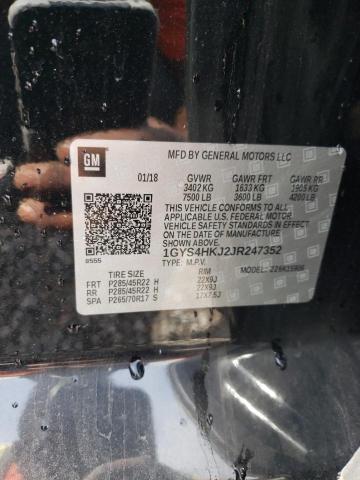 GM
MFD BY GENERAL MOTORS LLC
01/18 GVWR GAWR FRT GAWR RR
3402 KG 1633 KG 1905 KG
7500 LB 3600 LB 4200 LB
THIS VEHICLE CONFORMS TO ALL APPLICABLE
U.S. FEDERAL MOTOR VEHICLE SAFETY
STANDARDS IN EFFECT ON THE DATE OF
MANUFACTURE SHOWN ABOVE.
1GYS4HKJ2JR247352
8555 TYPE: M.P.V. MODEL:
TIRE SIZE RIM
FRT P285/45R22 H 22X9J
RR P285/45R22 H 22X9J
SPA P265/70R17 S 17X7.5J